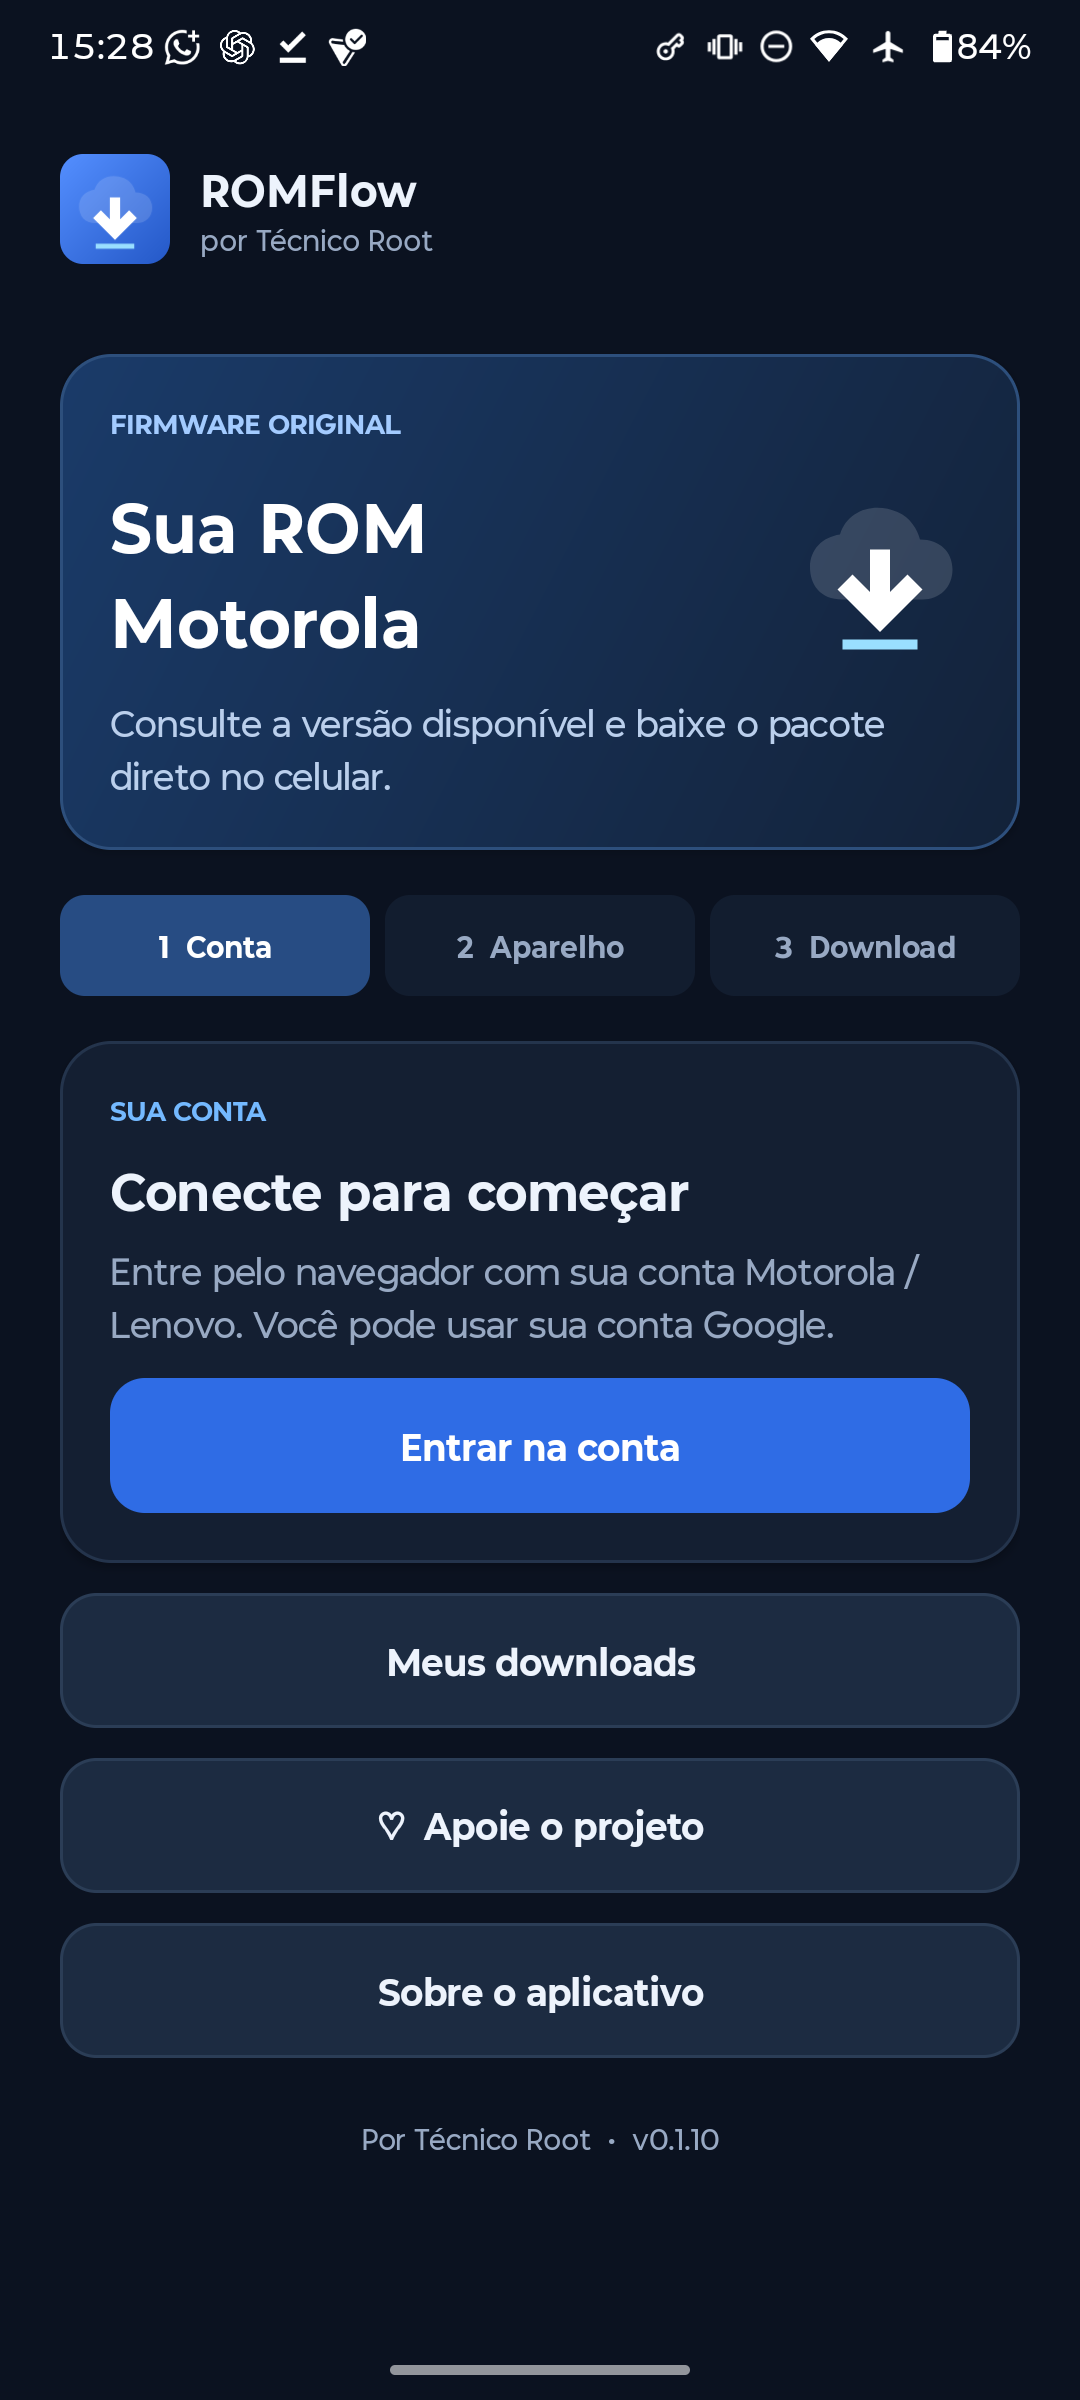 15:28
84%
ROMFlow
por Técnico Root
FIRMWARE ORIGINAL
Sua ROM
Motorola
Consulte a versão disponível e baixe o pacote
direto no celular.
1 Conta
2 Aparelho
3 Download
SUA CONTA
Conecte para começar
Entre pelo navegador com sua conta Motorola /
Lenovo. Você pode usar sua conta Google.
Entrar na conta
Meus downloads
♡ Apoie o projeto
Sobre o aplicativo
Por Técnico Root • v0.1.10